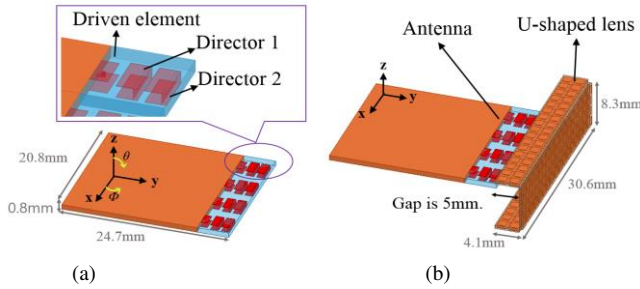 Driven element
Director 1
Director 2
z
θ
y
x
Φ
20.8mm
0.8mm
24.7mm
(a)
U-shaped lens
Antenna
z
y
x
8.3mm
30.6mm
Gap is 5mm.
4.1mm
(b)